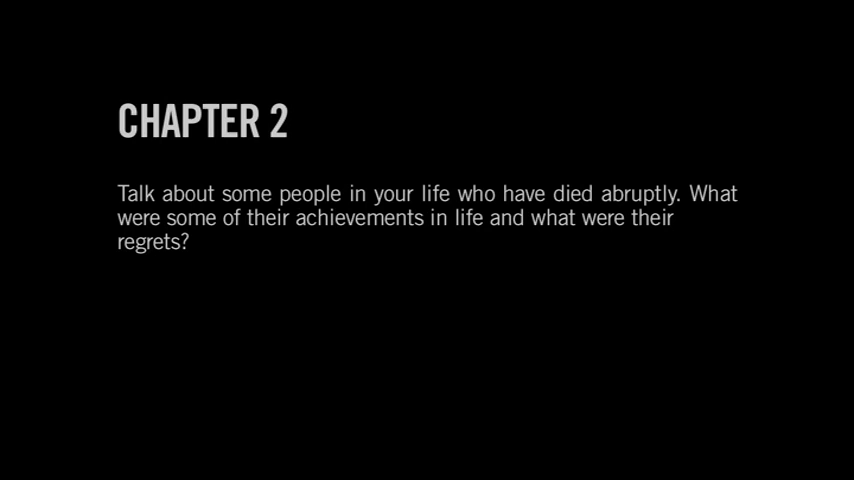 CHAPTER 2
Talk about some people in your life who have died abruptly. What
were some of their achievements in life and what were their
regrets?